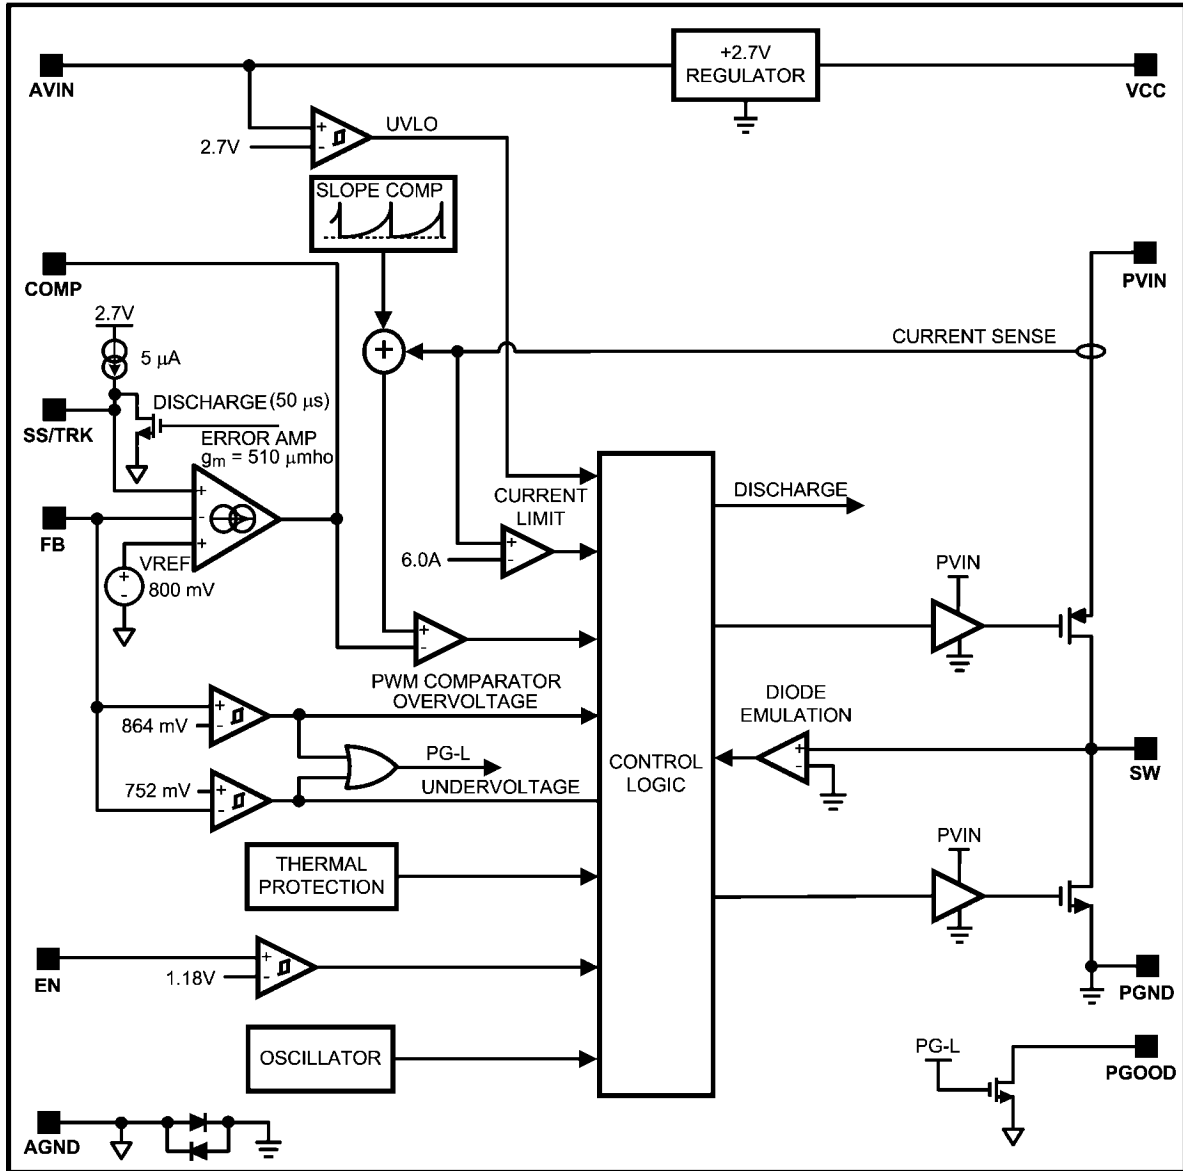 +2.7V
REGULATOR
AVIN
VCC
UVLO
+
2.7V
-
SLOPE COMP
COMP
PVIN
2.7V
+
CURRENT SENSE
5 μA
DISCHARGE (50 μs)
SS/TRK
ERROR AMP
gm = 510 μmho
+
DISCHARGE
CURRENT
LIMIT
FB
-
+
VREF
+
-
800 mV
+
6.0A
-
PVIN
+
-
PWM COMPARATOR
OVERVOLTAGE
DIODE
EMULATION
+
864 mV
-
PG-L
CONTROL
LOGIC
+
-
SW
752 mV
+
-
UNDERVOLTAGE
PVIN
THERMAL
PROTECTION
EN
+
1.18V
-
PGND
OSCILLATOR
PG-L
PGOOD
AGND